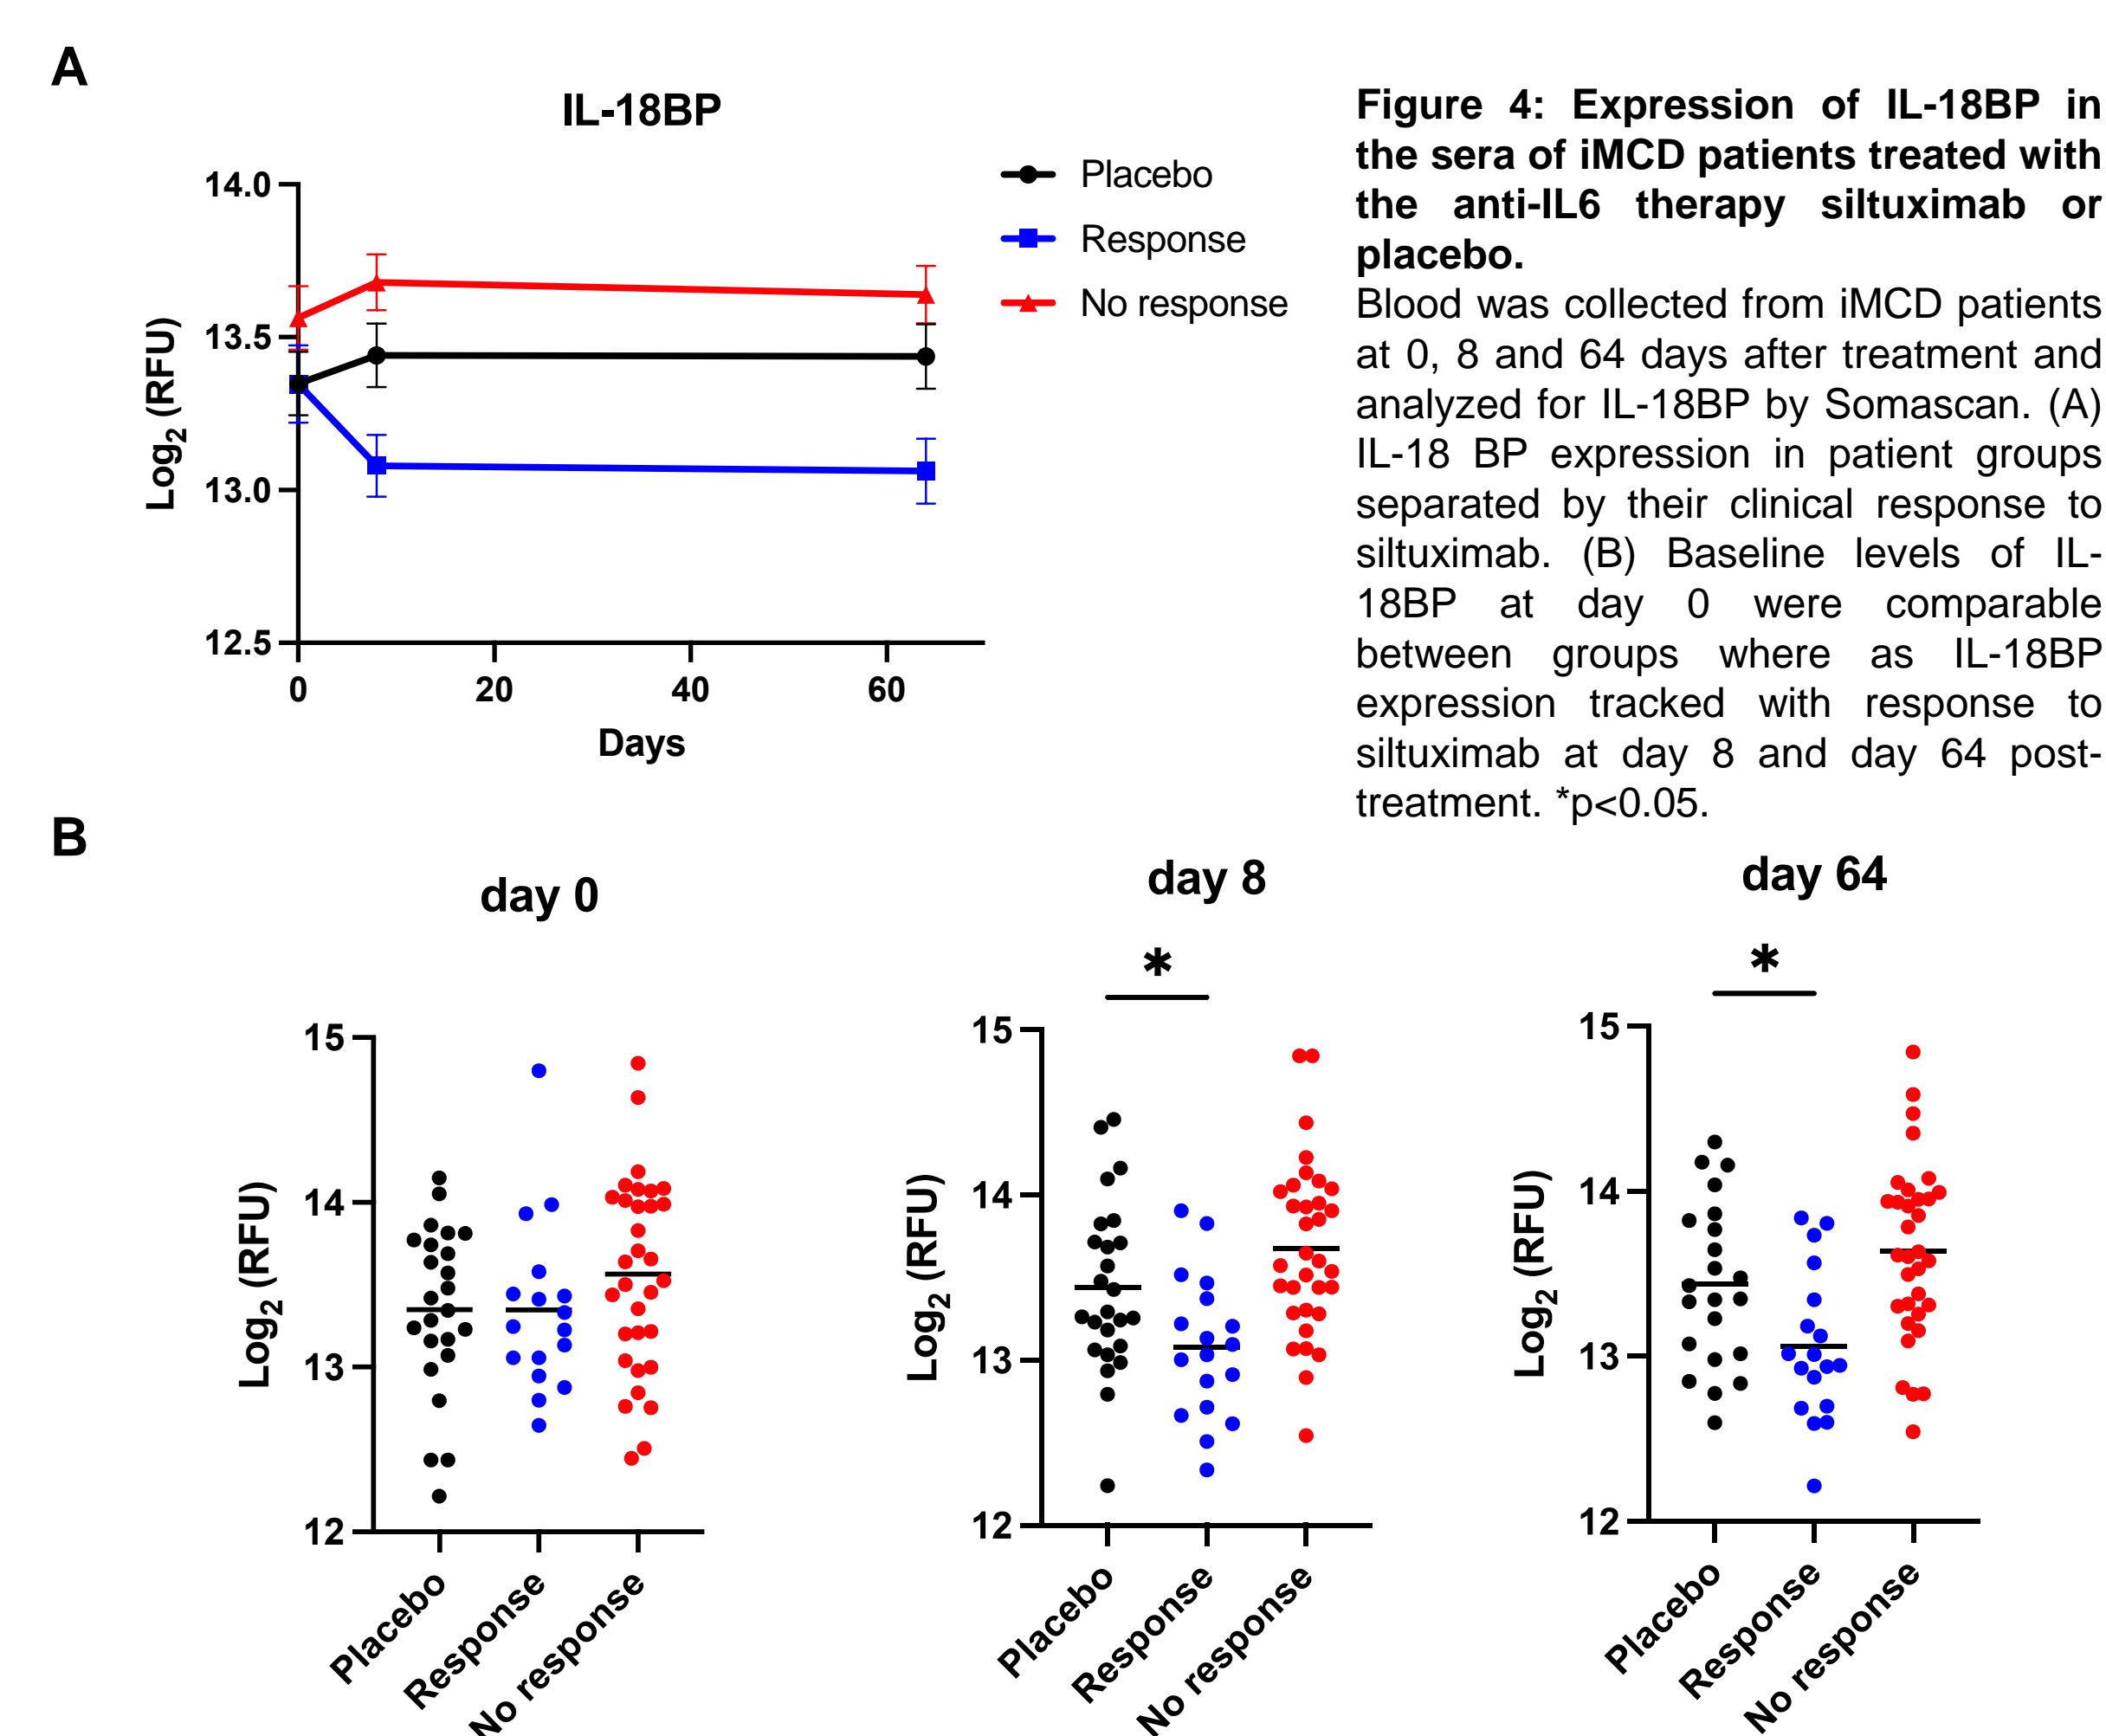 A
IL-18BP
14.0
13.5
13.0
12.5
Log2 (RFU)
0 20 40 60
Days
Placebo
Response
No response
Figure 4: Expression of IL-18BP in
the sera of iMCD patients treated with
the anti-IL6 therapy siltuximab or
placebo.
Blood was collected from iMCD patients
at 0, 8 and 64 days after treatment and
analyzed for IL-18BP by Somascan. (A)
IL-18 BP expression in patient groups
separated by their clinical response to
siltuximab. (B) Baseline levels of IL-
18BP at day 0 were comparable
between groups where as IL-18BP
expression tracked with response to
siltuximab at day 8 and day 64 post-
treatment. *p<0.05.
B
day 0
15
14
13
12
Log2 (RFU)
Placebo
Response
No response
day 8
*
15
14
13
12
Log2 (RFU)
Placebo
Response
No response
day 64
*
15
14
13
12
Log2 (RFU)
Placebo
Response
No response